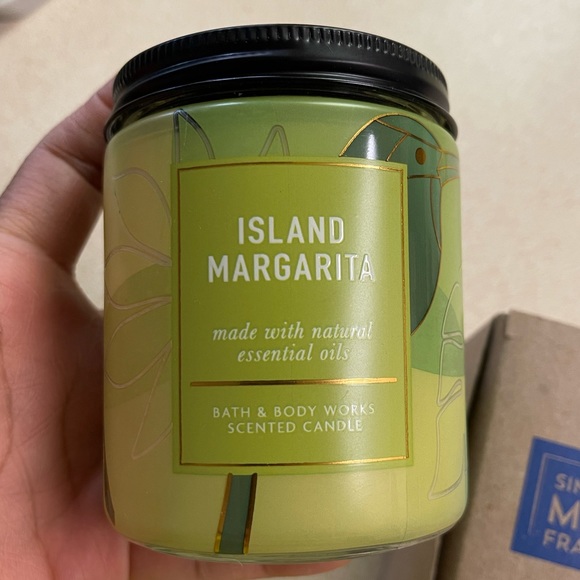 ISLAND
MARGARITA
made with natural
essential oils
BATH & BODY WORKS
SCENTED CANDLE